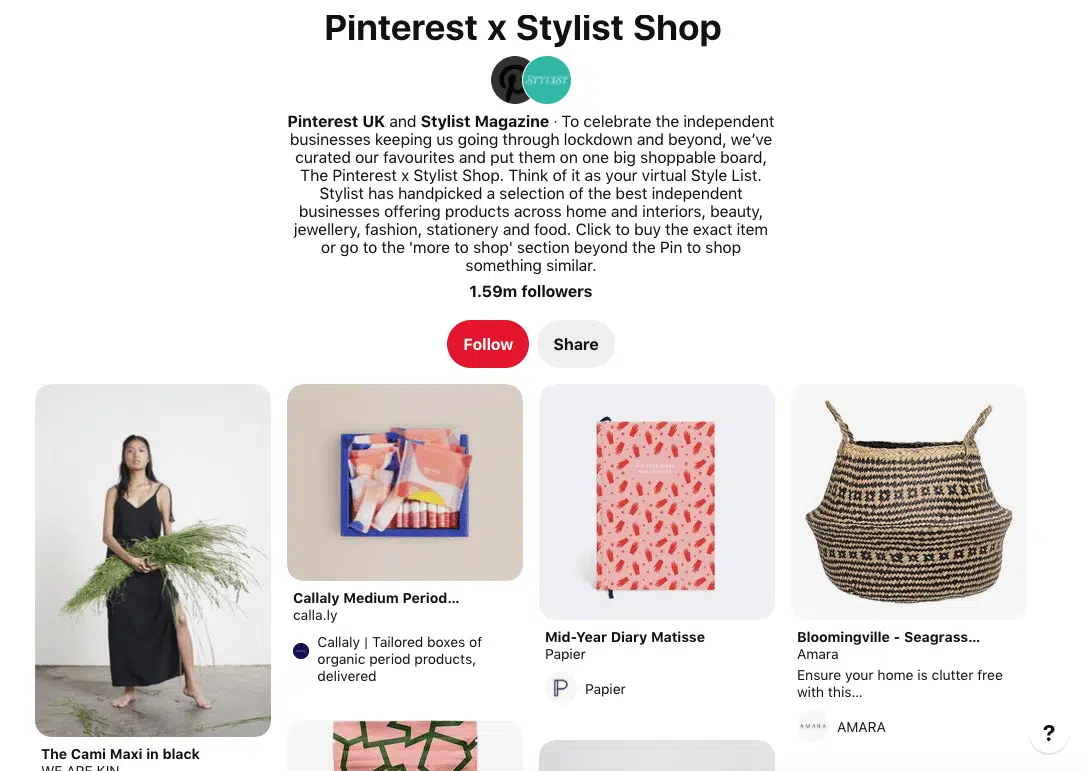 Pinterest x Stylist Shop
STYLIST
Pinterest UK and Stylist Magazine · To celebrate the independent
businesses keeping us going through lockdown and beyond, we’ve
curated our favourites and put them on one big shoppable board,
The Pinterest x Stylist Shop. Think of it as your virtual Style List.
Stylist has handpicked a selection of the best independent
businesses offering products across home and interiors, beauty,
jewellery, fashion, stationery and food. Click to buy the exact item
or go to the 'more to shop' section beyond the Pin to shop
something similar.
1.59m followers
Follow
Share
The Cami Maxi in black
WE ARE KIN
Callaly Medium Period...
calla.ly
Callaly | Tailored boxes of
organic period products,
delivered
Mid-Year Diary Matisse
Papier
P
Papier
Bloomingville - Seagrass...
Amara
Ensure your home is clutter free
with this...
AMARA
AMARA
?